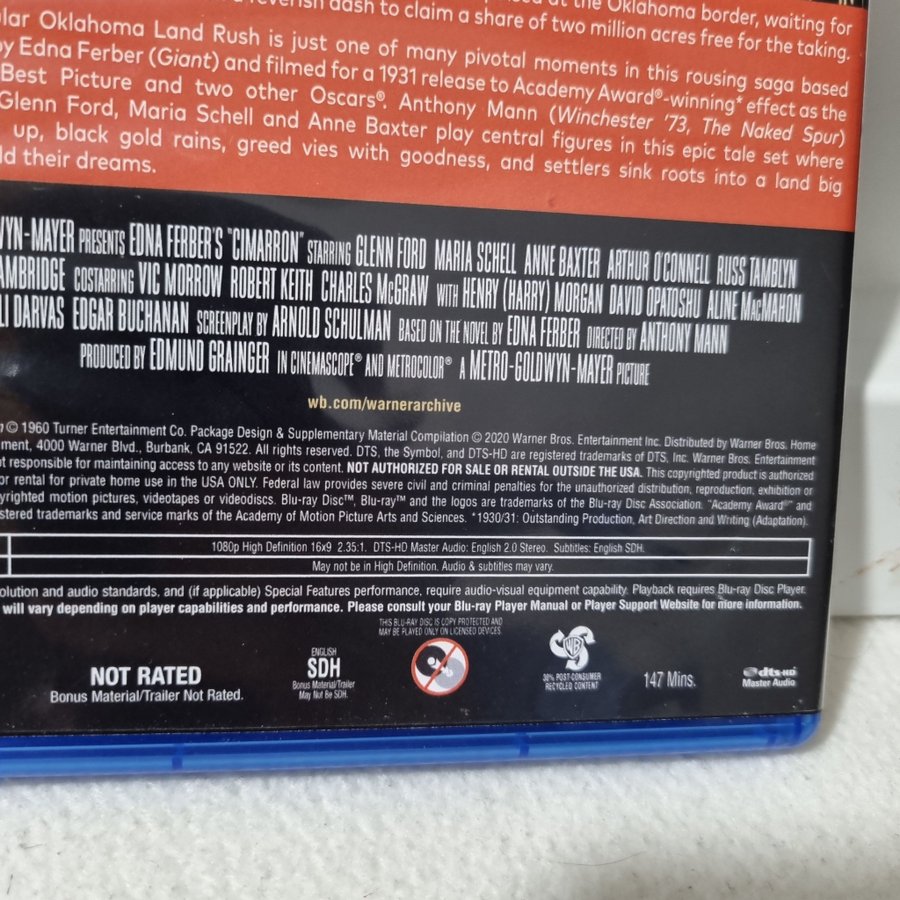 at the Oklahoma border, waiting for
dash to claim a share of two million acres free for the taking.
Oklahoma Land Rush is just one of many pivotal moments in this rousing saga based
by Edna Ferber (Giant) and filmed for a 1931 release to Academy Award®-winning* effect as the
Best Picture and two other Oscars®. Anthony Mann (Winchester '73, The Naked Spur)
Glenn Ford, Maria Schell and Anne Baxter play central figures in this epic tale set where
up, black gold rains, greed vies with goodness, and settlers sink roots into a land big
their dreams.
WYN-MAYER PRESENTS EDNA FERBER'S "CIMARRON" STARRING GLENN FORD MARIA SCHELL ANNE BAXTER ARTHUR O'CONNELL RUSS TAMBLYN
AMBRIDGE COSTARRING VIC MORROW ROBERT KEITH CHARLES McGRAW WITH HENRY (HARRY) MORGAN DAVID OPATOSHU ALINE MacMAHON
LI DARVAS EDGAR BUCHANAN SCREENPLAY BY ARNOLD SCHULMAN BASED ON THE NOVEL BY EDNA FERBER DIRECTED BY ANTHONY MANN
PRODUCED BY EDMUND GRAINGER IN CINEMASCOPE® AND METROCOLOR® A METRO-GOLDWYN-MAYER PICTURE
wb.com/warnerarchive
© 1960 Turner Entertainment Co. Package Design & Supplementary Material Compilation © 2020 Warner Bros. Entertainment Inc. Distributed by Warner Bros. Home
ment, 4000 Warner Blvd., Burbank, CA 91522. All rights reserved. DTS, the Symbol, and DTS-HD are registered trademarks of DTS, Inc. Warner Bros. Entertainment
t responsible for maintaining access to any website or its content. NOT AUTHORIZED FOR SALE OR RENTAL OUTSIDE THE USA. This copyrighted product is authorized
or rental for private home use in the USA ONLY. Federal law provides severe civil and criminal penalties for the unauthorized distribution, reproduction, exhibition or
yrighted motion pictures, videotapes or videodiscs. Blu-ray Disc™, Blu-ray™ and the logos are trademarks of the Blu-ray Disc Association. "Academy Award®" and
stered trademarks and service marks of the Academy of Motion Picture Arts and Sciences. *1930/31: Outstanding Production, Art Direction and Writing (Adaptation).
1080p High Definition 16x9 2.35:1. DTS-HD Master Audio: English 2.0 Stereo. Subtitles: English SDH.
May not be in High Definition. Audio & subtitles may vary.
olution and audio standards, and (if applicable) Special Features performance, require audio-visual equipment capability. Playback requires Blu-ray Disc Player.
will vary depending on player capabilities and performance. Please consult your Blu-ray Player Manual or Player Support Website for more information.
THIS BLU-RAY DISC IS COPY PROTECTED AND
MAY BE PLAYED ONLY ON LICENSED DEVICES.
NOT RATED
Bonus Material/Trailer Not Rated.
ENGLISH
SDH
Bonus Material/Trailer
May Not Be SDH.
WB
30% POST-CONSUMER
RECYCLED CONTENT
147 Mins.
dts-HD
Master Audio